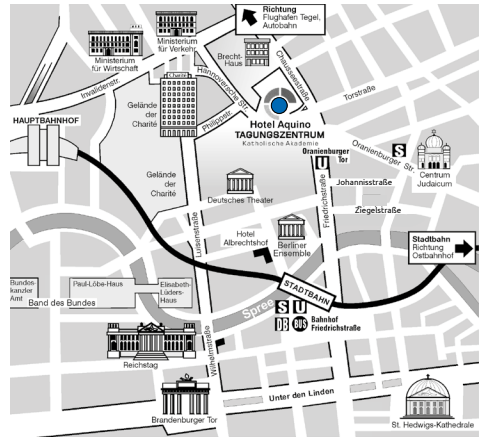 Richtung
Flughafen Tegel,
Autobahn
Ministerium
für Verkehr
Ministerium
für Wirtschaft
Brecht-
Haus
Chausseestraße
Invalidenstr.
Hannoversche Str.
Charité
Torstraße
Gelände
der
Charité
Philippstr.
HAUPTBAHNHOF
Hotel Aquino
TAGUNGSZENTRUM
Katholische Akademie
Oranienburger
Tor
U
Oranienburger Str.
S
Centrum
Judaicum
Gelände
der
Charité
Johannisstraße
Deutsches Theater
Friedrichstraße
Ziegelstraße
Luisenstraße
Hotel
Albrechtshof
Berliner
Ensemble
Stadtbahn
Richtung
Ostbahnhof
Bundes-
kanzler
Amt
Paul-Löbe-Haus
Elisabeth-
Lüders-
Haus
STADTBAHN
Band des Bundes
Spree
S U
DB BUS
Bahnhof
Friedrichstraße
Reichstag
Wilhelmstraße
Unter den Linden
Brandenburger Tor
St. Hedwigs-Kathedrale